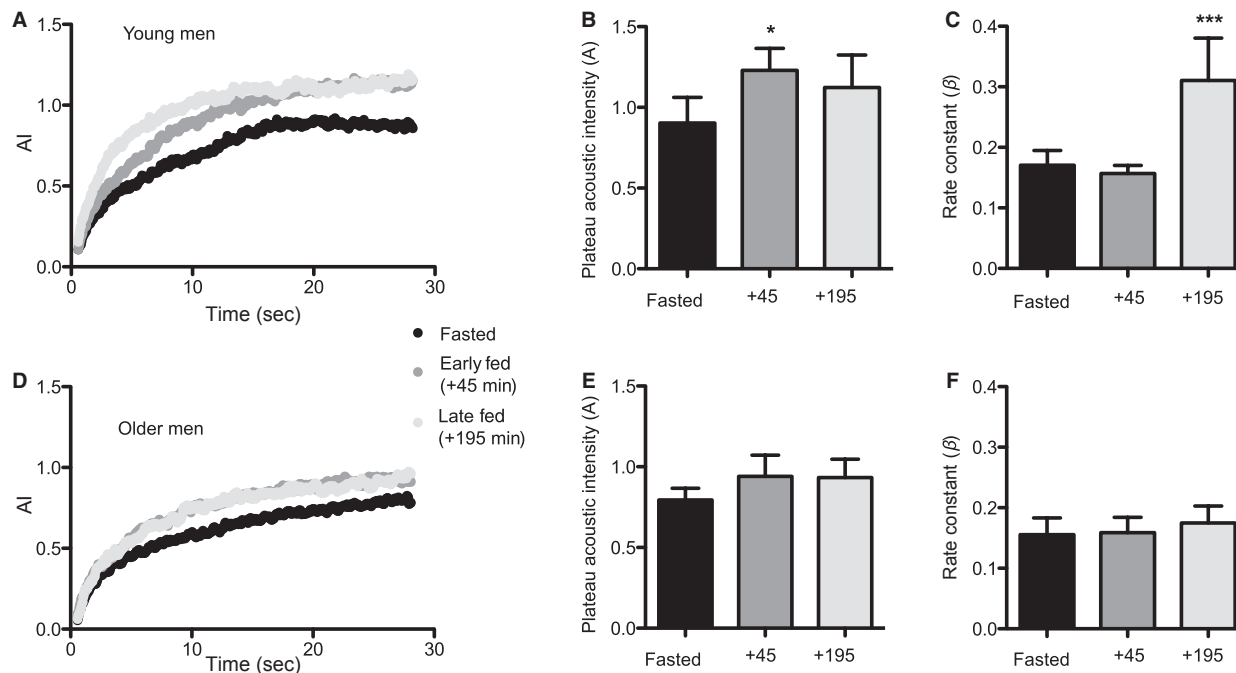 A
Young men
1.5
1.0
0.5
0.0
AI
0
10
20
30
Time (sec)
B
*
1.5
1.0
0.5
0.0
Plateau acoustic intensity (A)
Fasted
+45
+195
C
***
0.4
0.3
0.2
0.1
0.0
Rate constant (β)
Fasted
+45
+195
Fasted
Early fed
(+45 min)
Late fed
(+195 min)
D
Older men
1.5
1.0
0.5
0.0
AI
0
10
20
30
Time (sec)
E
1.5
1.0
0.5
0.0
Plateau acoustic intensity (A)
Fasted
+45
+195
F
0.4
0.3
0.2
0.1
0.0
Rate constant (β)
Fasted
+45
+195